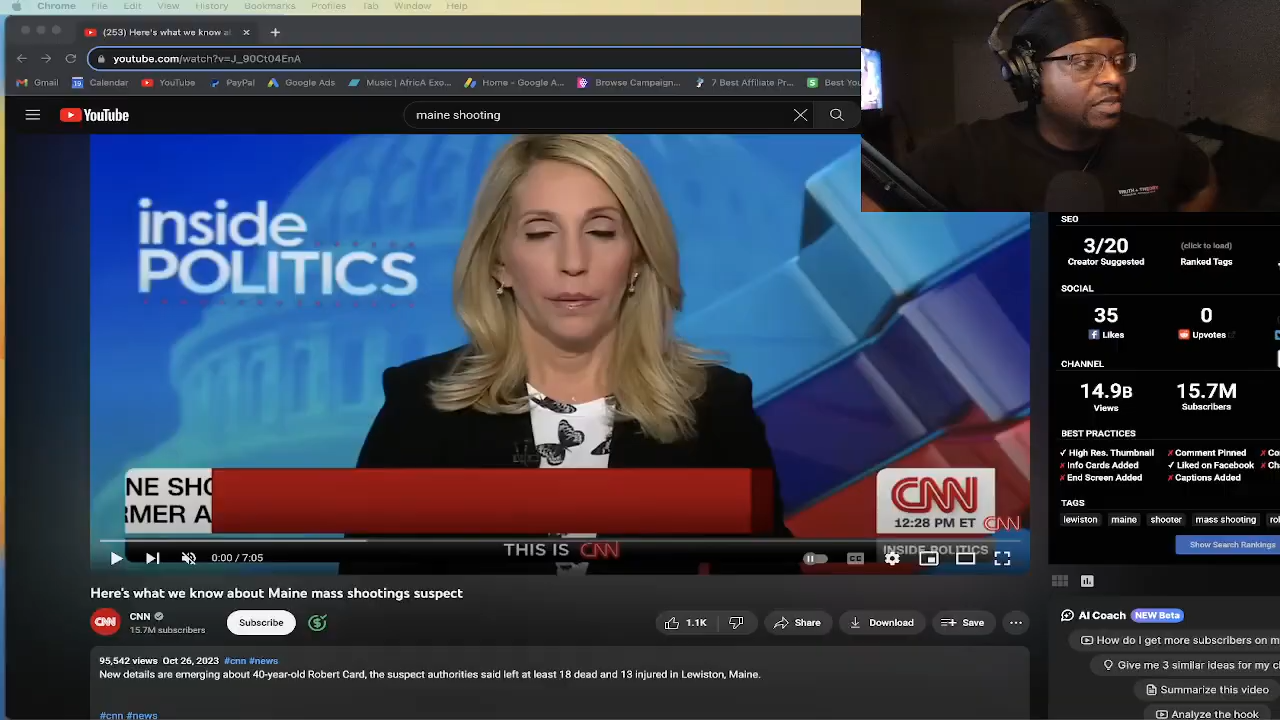 Chrome File Edit View History Bookmarks Profiles Tab Window Help
(253) Here's what we know a
youtube.com/watch?v=J_90Ct04EnA
Gmail Calendar YouTube PayPal Google Ads Music | AfricA Exo... Home - Google A... Browse Campaign... 7 Best Affiliate Pr... Best Yo
YouTube
maine shooting
inside
POLITICS
NE SHO
RMER A
CNN
12:28 PM ET CNN
INSIDE POLITICS
THIS IS CNN
0:00 / 7:05
CC
Here's what we know about Maine mass shootings suspect
CNN
CNN
15.7M subscribers
Subscribe
1.1K
Share
Download
Save
95,542 views Oct 26, 2023 #cnn #news
New details are emerging about 40-year-old Robert Card, the suspect authorities said left at least 18 dead and 13 injured in Lewiston, Maine.
#cnn #news
SEO
3/20 (click to load)
Creator Suggested Ranked Tags
SOCIAL
35 0
Likes Upvotes
CHANNEL
14.9B 15.7M
Views Subscribers
BEST PRACTICES
✓ High Res. Thumbnail ✗ Comment Pinned ✗ Co
✗ Info Cards Added ✓ Liked on Facebook ✗ Cha
✗ End Screen Added ✗ Captions Added
TAGS
lewiston maine shooter mass shooting rob
Show Search Rankings
AI Coach NEW Beta
How do I get more subscribers on m
Give me 3 similar ideas for my c
Summarize this video
Analyze the hook